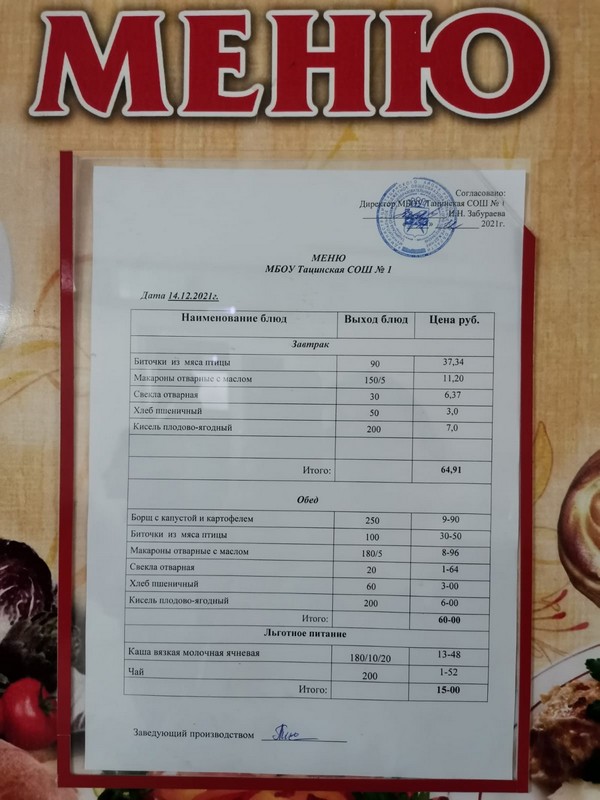 МЕНЮ
Согласовано:
Директор МБОУ Тацинская СОШ № 1
И.Н. Забураева
2021г.
МЕНЮ
МБОУ Тацинская СОШ № 1
Дата 14.12.2021г.
Наименование блюд Выход блюд Цена руб.
Завтрак
Биточки из мяса птицы 90 37,34
Макароны отварные с маслом 150/5 11,20
Свекла отварная 30 6,37
Хлеб пшеничный 50 3,0
Кисель плодово-ягодный 200 7,0
Итого: 64,91
Обед
Борщ с капустой и картофелем 250 9-90
Биточки из мяса птицы 100 30-50
Макароны отварные с маслом 180/5 8-96
Свекла отварная 20 1-64
Хлеб пшеничный 60 3-00
Кисель плодово-ягодный 200 6-00
Итого: 60-00
Льготное питание
Каша вязкая молочная ячневая 180/10/20 13-48
Чай 200 1-52
Итого: 15-00
Заведующий производством